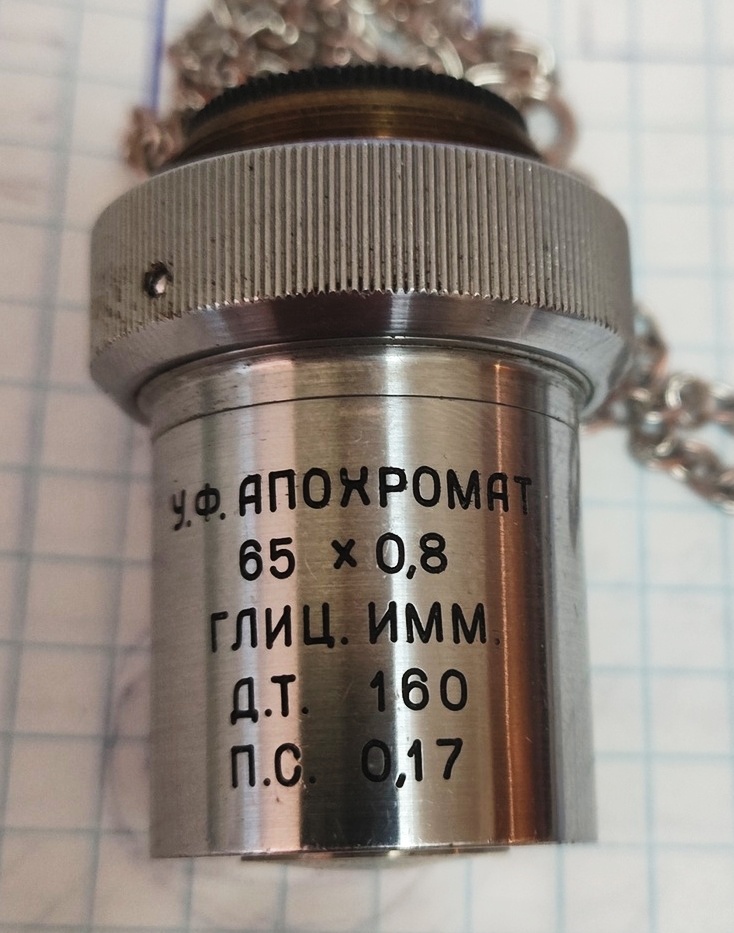 У.Ф. АПОХРОМАТ
65 × 0,8
ГЛИЦ. ИММ.
Д.Т. 160
П.С. 0,17